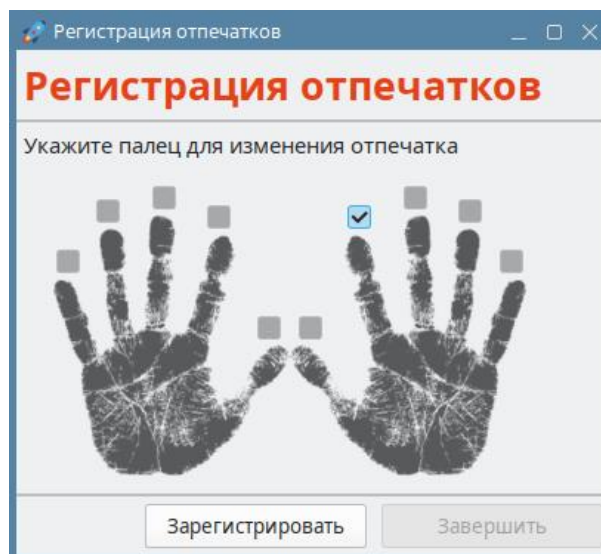 Регистрация отпечатков
Регистрация отпечатков
Укажите палец для изменения отпечатка
Зарегистрировать
Завершить